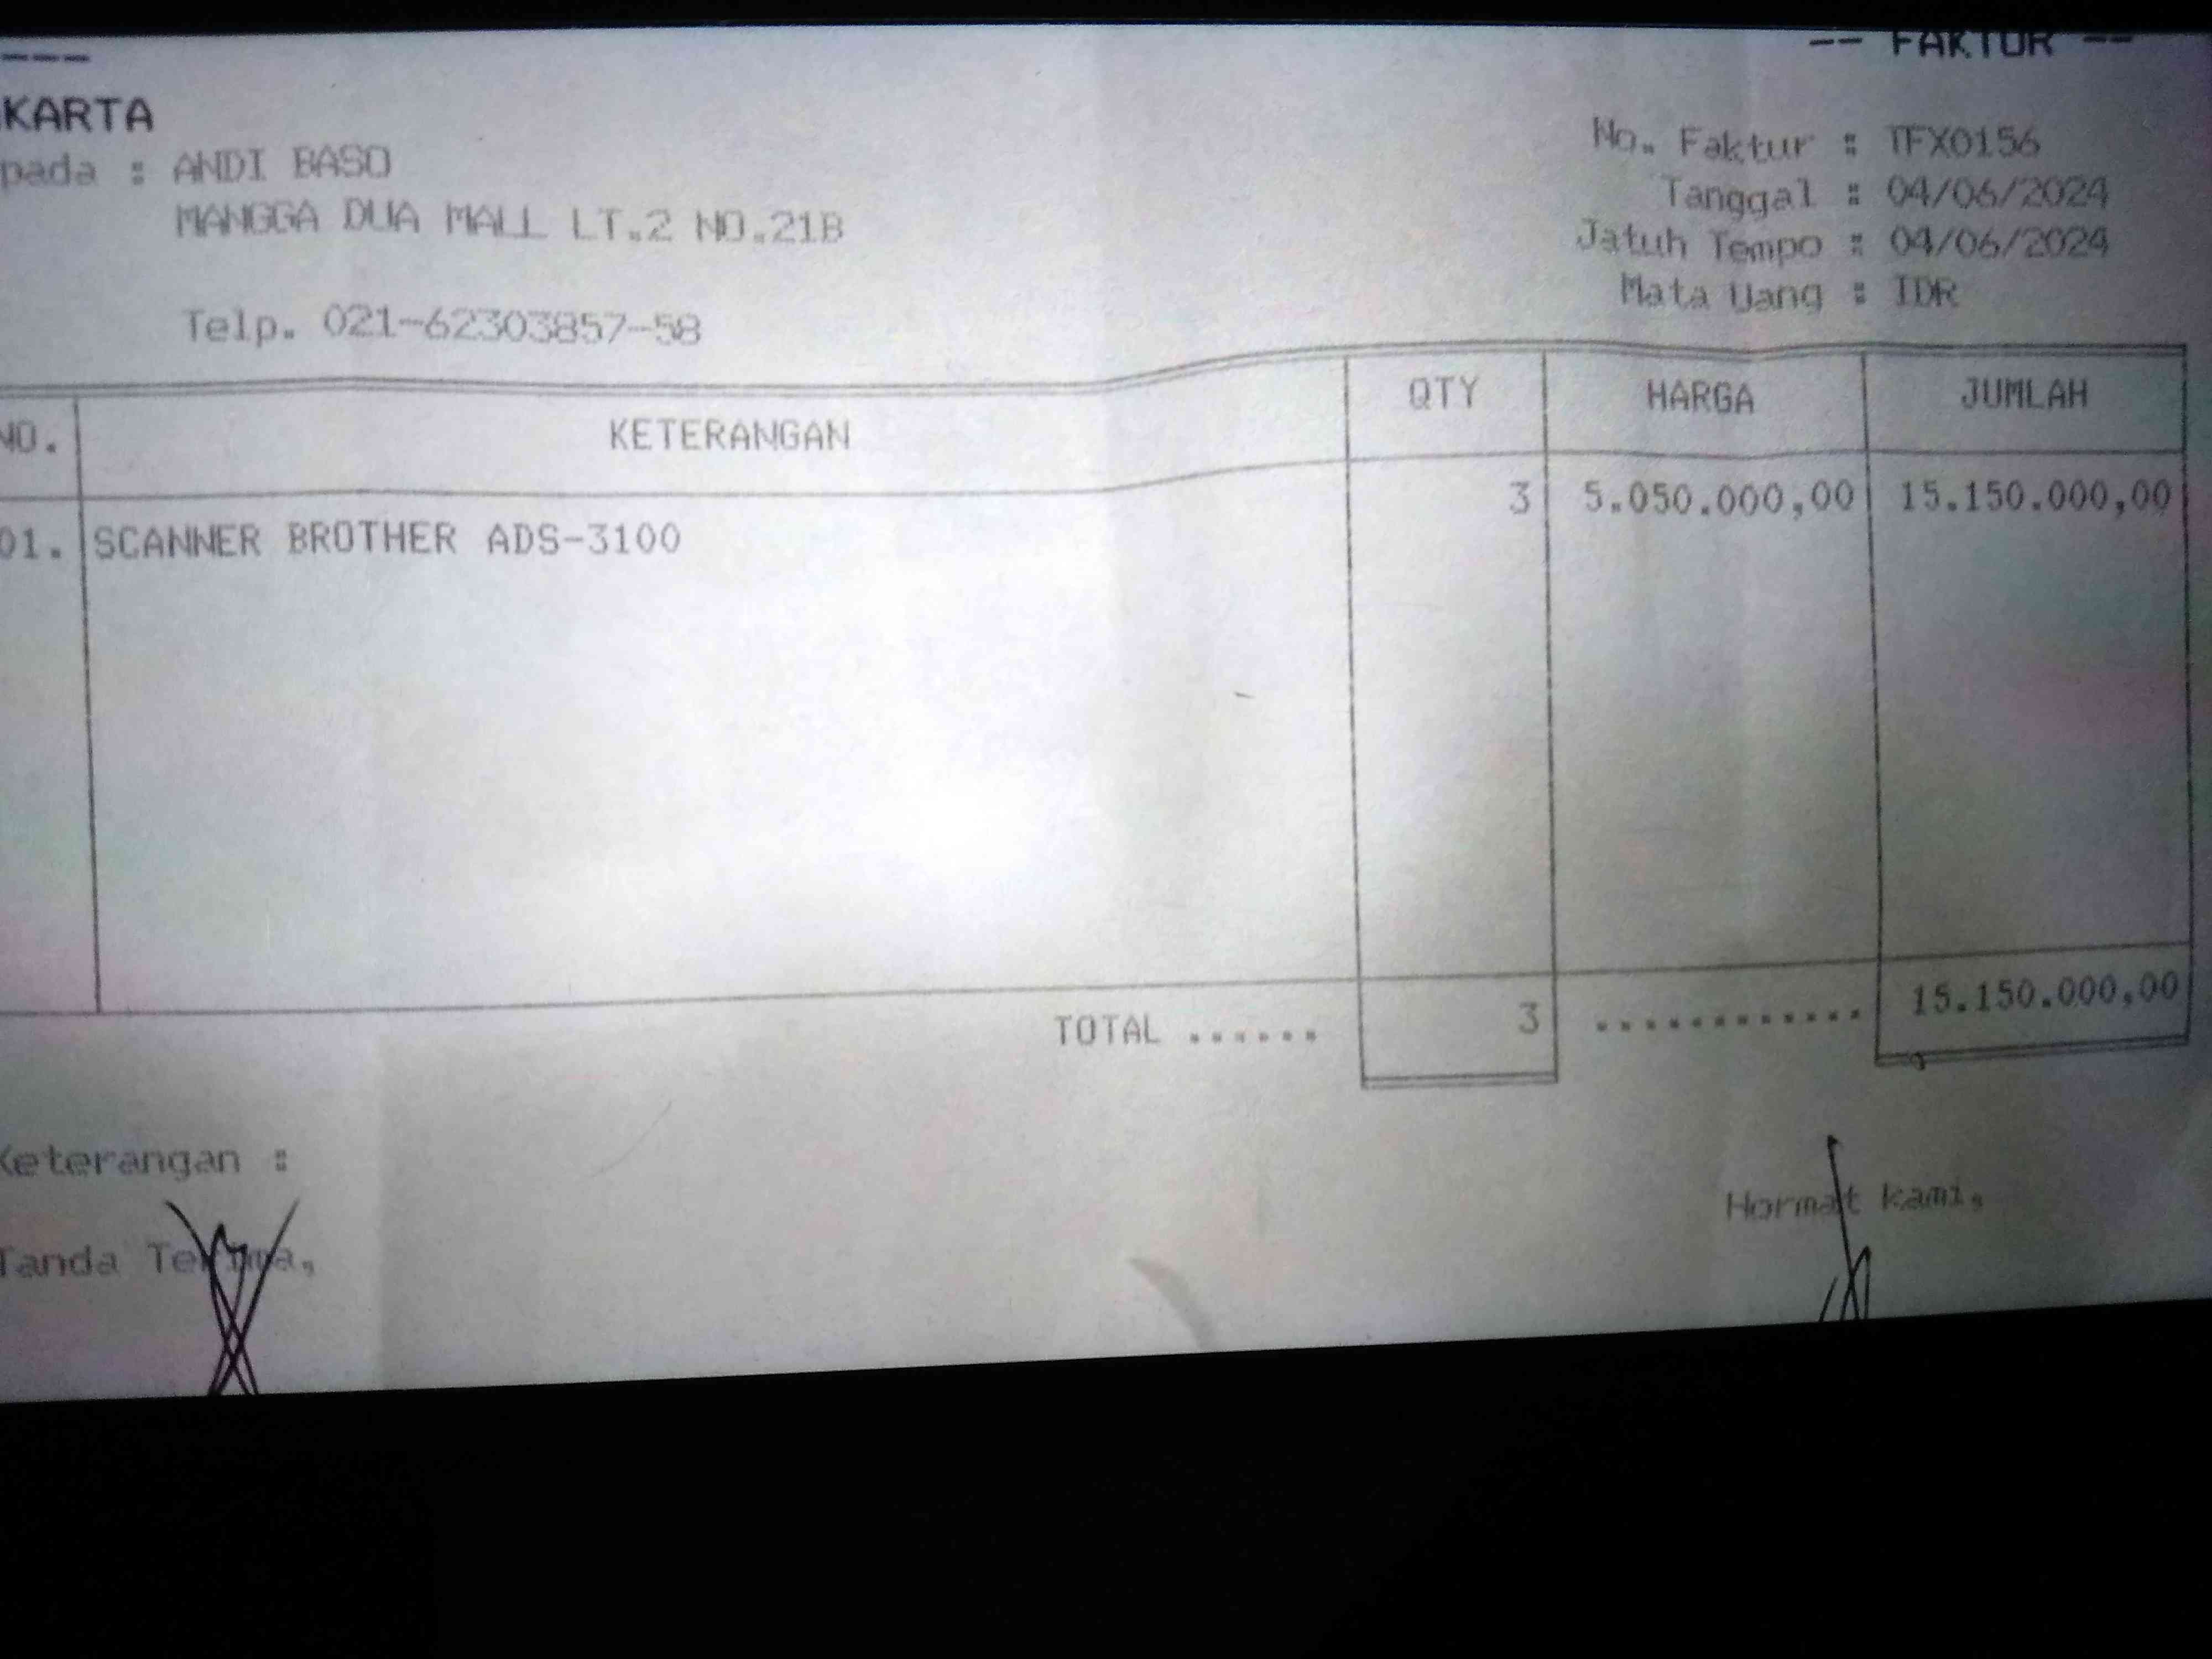 ----
-- FAKTUR --
KARTA
pada : ANDI BASO
MANGGA DUA MALL LT.2 NO.21B
Telp. 021-62303857-58
No. Faktur : TFX0156
Tanggal : 04/06/2024
Jatuh Tempo : 04/06/2024
Mata Uang : IDR
NO. KETERANGAN QTY HARGA JUMLAH
01. SCANNER BROTHER ADS-3100 3 5.050.000,00 15.150.000,00
TOTAL ...... 3 ............ 15.150.000,00
Keterangan :
Tanda Terima,
Hormat kami,